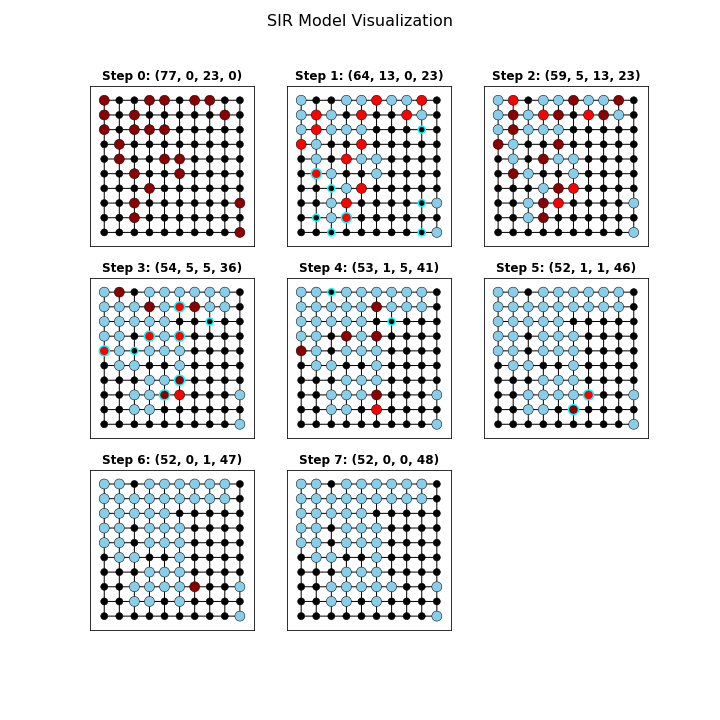 SIR Model Visualization
Step 0: (77, 0, 23, 0)
Step 1: (64, 13, 0, 23)
Step 2: (59, 5, 13, 23)
Step 3: (54, 5, 5, 36)
Step 4: (53, 1, 5, 41)
Step 5: (52, 1, 1, 46)
Step 6: (52, 0, 1, 47)
Step 7: (52, 0, 0, 48)